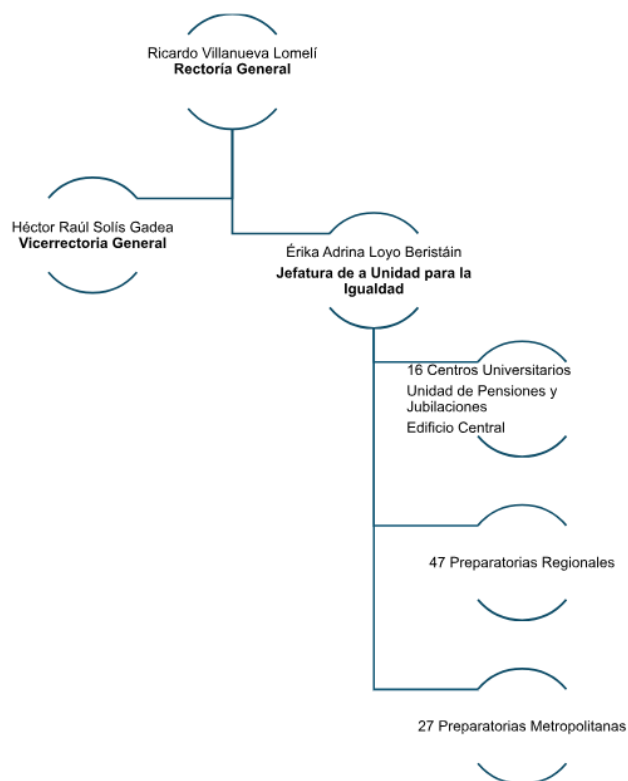 Ricardo Villanueva Lomelí
Rectoría General
Héctor Raúl Solís Gadea
Vicerrectoria General
Érika Adrina Loyo Beristáin
Jefatura de a Unidad para la
Igualdad
16 Centros Universitarios
Unidad de Pensiones y
Jubilaciones
Edificio Central
47 Preparatorias Regionales
27 Preparatorias Metropolitanas